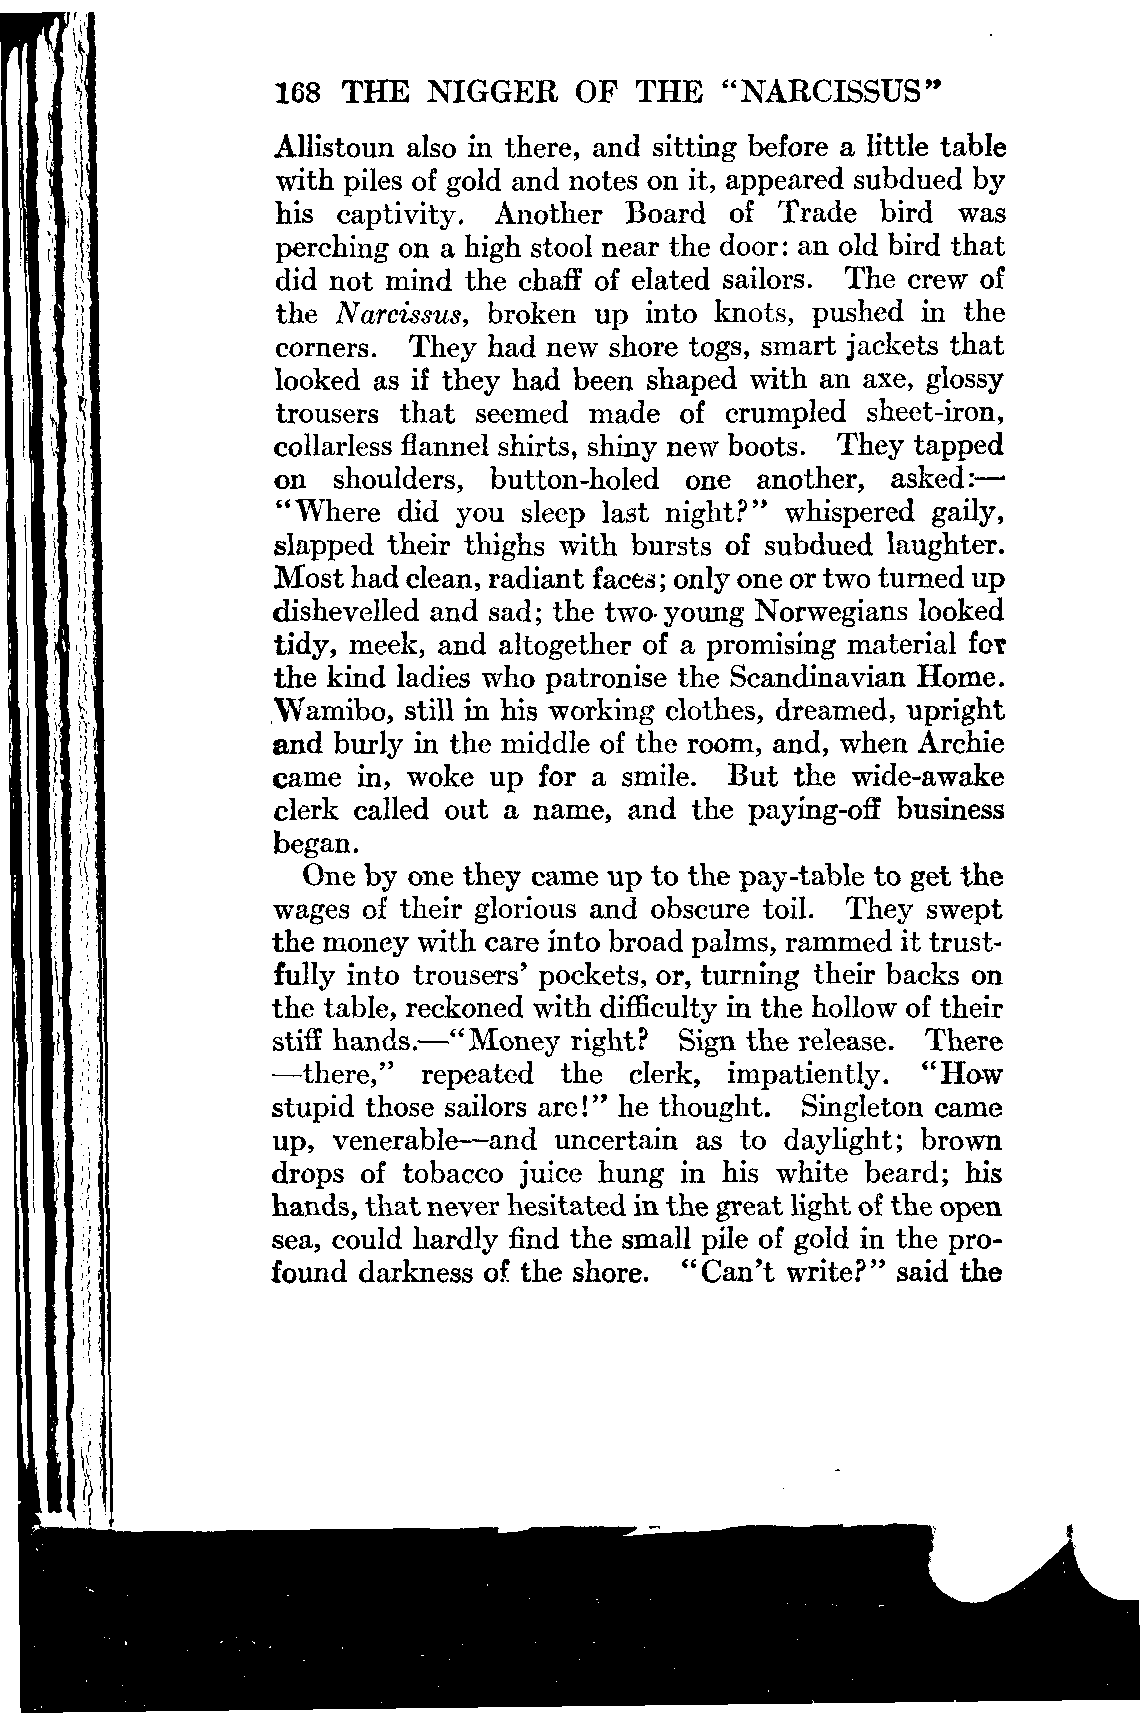 168 THE NIGGER OF THE “NARCISSUS”
Allistoun also in there, and sitting before a little table
with piles of gold and notes on it, appeared subdued by
his captivity. Another Board of Trade bird was
perching on a high stool near the door: an old bird that
did not mind the chaff of elated sailors. The crew of
the Narcissus, broken up into knots, pushed in the
corners. They had new shore togs, smart jackets that
looked as if they had been shaped with an axe, glossy
trousers that seemed made of crumpled sheet-iron,
collarless flannel shirts, shiny new boots. They tapped
on shoulders, button-holed one another, asked:—
“Where did you sleep last night?” whispered gaily,
slapped their thighs with bursts of subdued laughter.
Most had clean, radiant faces; only one or two turned up
dishevelled and sad; the two young Norwegians looked
tidy, meek, and altogether of a promising material for
the kind ladies who patronise the Scandinavian Home.
Wamibo, still in his working clothes, dreamed, upright
and burly in the middle of the room, and, when Archie
came in, woke up for a smile. But the wide-awake
clerk called out a name, and the paying-off business
began.
One by one they came up to the pay-table to get the
wages of their glorious and obscure toil. They swept
the money with care into broad palms, rammed it trust-
fully into trousers’ pockets, or, turning their backs on
the table, reckoned with difficulty in the hollow of their
stiff hands.—“Money right? Sign the release. There
—there,” repeated the clerk, impatiently. “How
stupid those sailors are!” he thought. Singleton came
up, venerable—and uncertain as to daylight; brown
drops of tobacco juice hung in his white beard; his
hands, that never hesitated in the great light of the open
sea, could hardly find the small pile of gold in the pro-
found darkness of the shore. “Can’t write?” said the